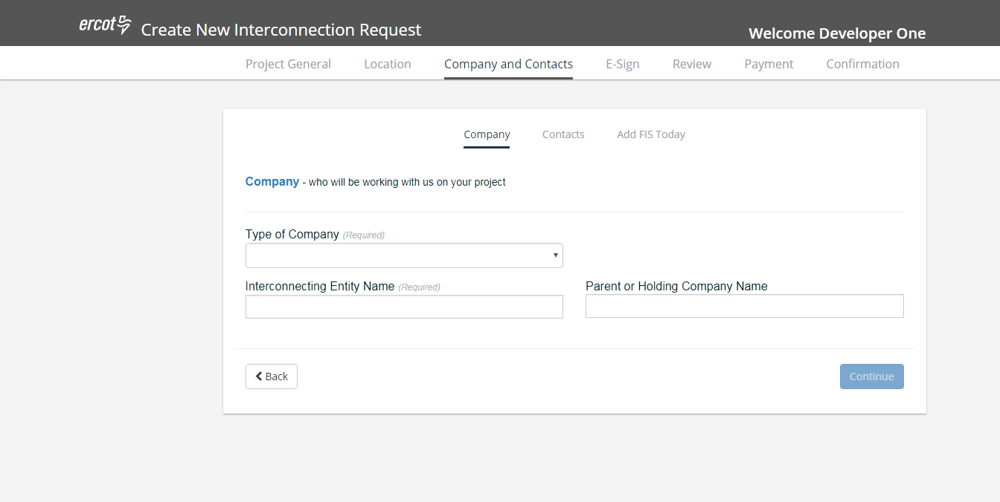 ercot Create New Interconnection Request
Welcome Developer One
Project General Location Company and Contacts E-Sign Review Payment Confirmation
Company Contacts Add FIS Today
Company - who will be working with us on your project
Type of Company (Required)
Interconnecting Entity Name (Required) Parent or Holding Company Name
Back Continue